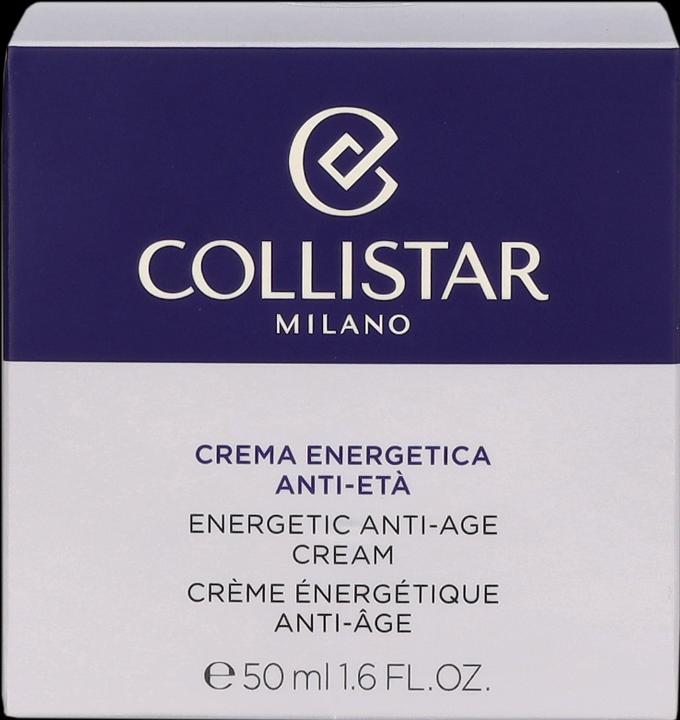 COLLISTAR
MILANO
CREMA ENERGETICA
ANTI-ETÀ
ENERGETIC ANTI-AGE
CREAM
CRÈME ÉNERGÉTIQUE
ANTI-ÂGE
℮ 50 ml 1.6 FL.OZ.